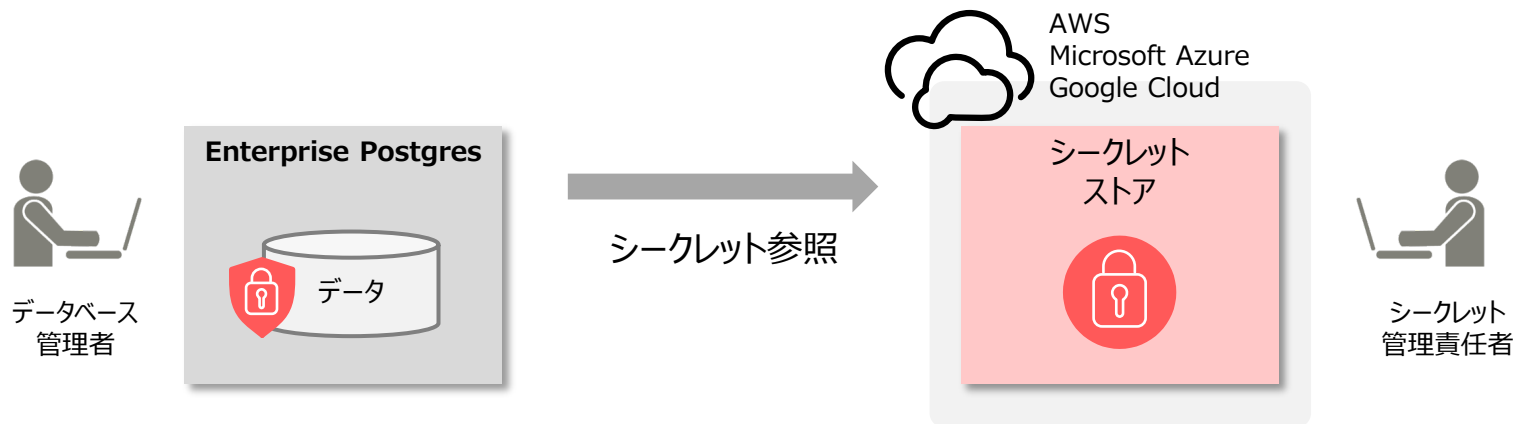 AWS
Microsoft Azure
Google Cloud
Enterprise Postgres
データ
データベース
管理者
シークレット参照
シークレット
ストア
シークレット
管理責任者